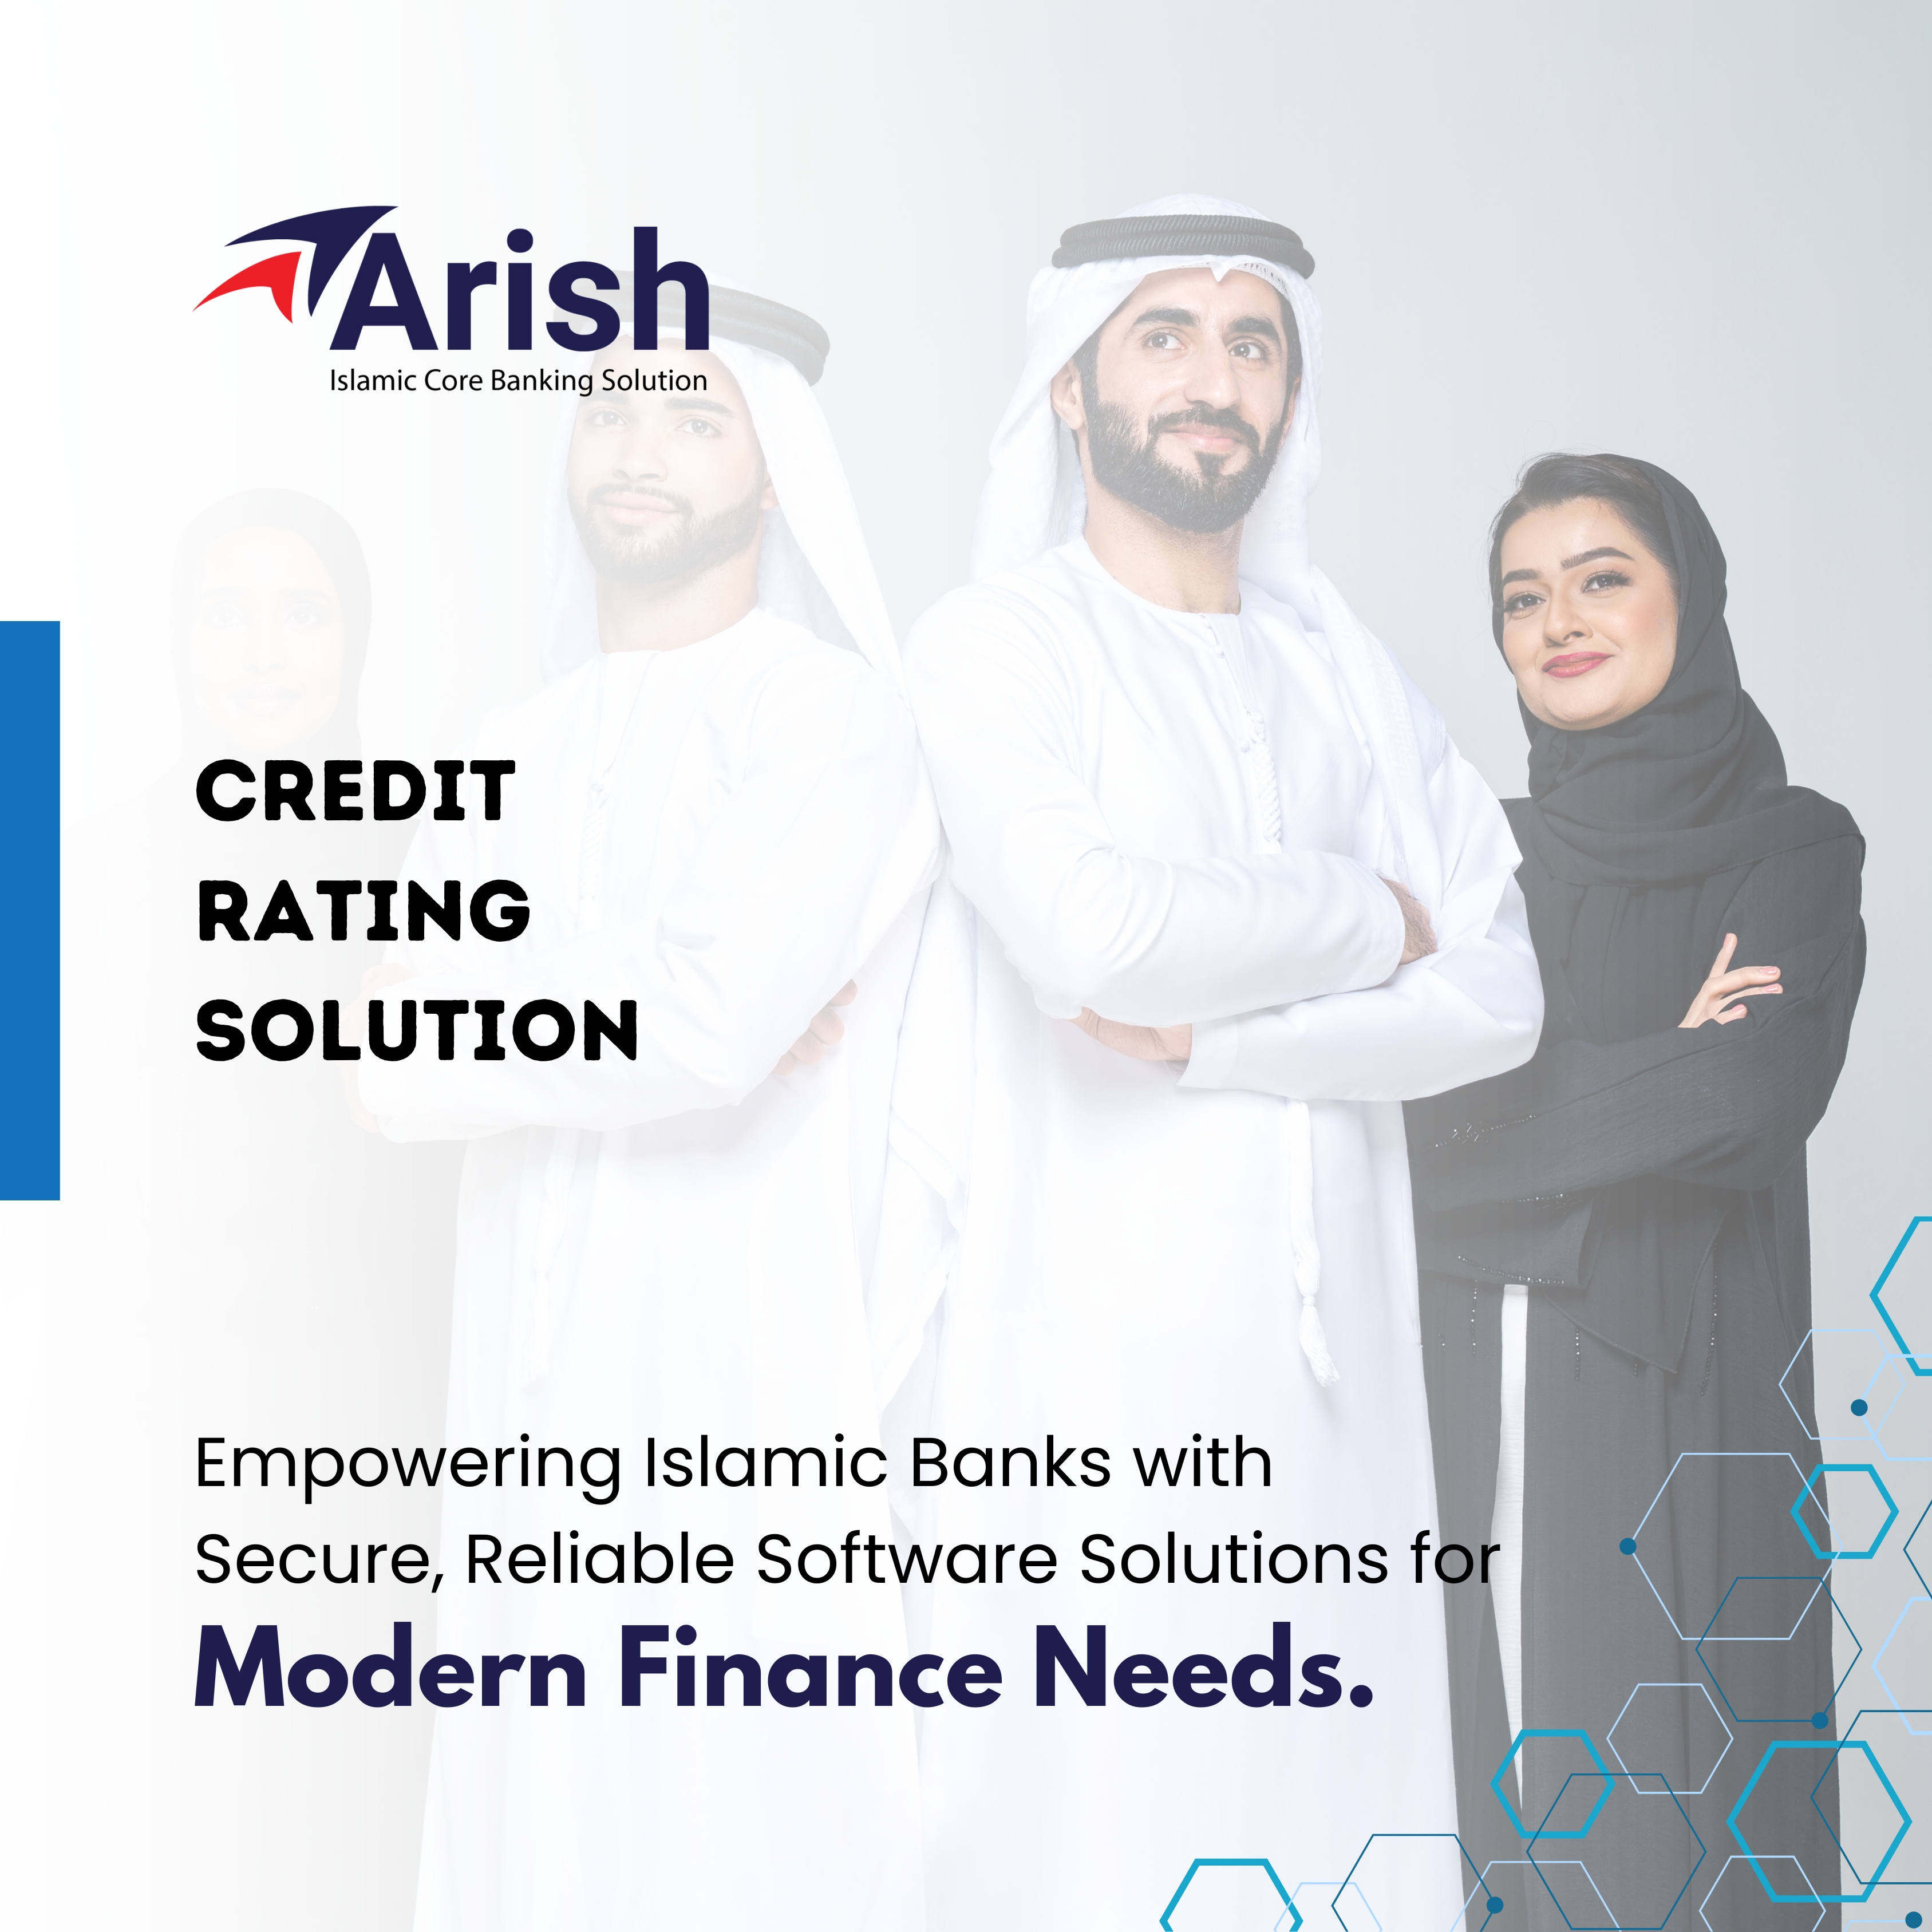 Arish
Islamic Core Banking Solution
CREDIT
RATING
SOLUTION
Empowering Islamic Banks with
Secure, Reliable Software Solutions for
Modern Finance Needs.